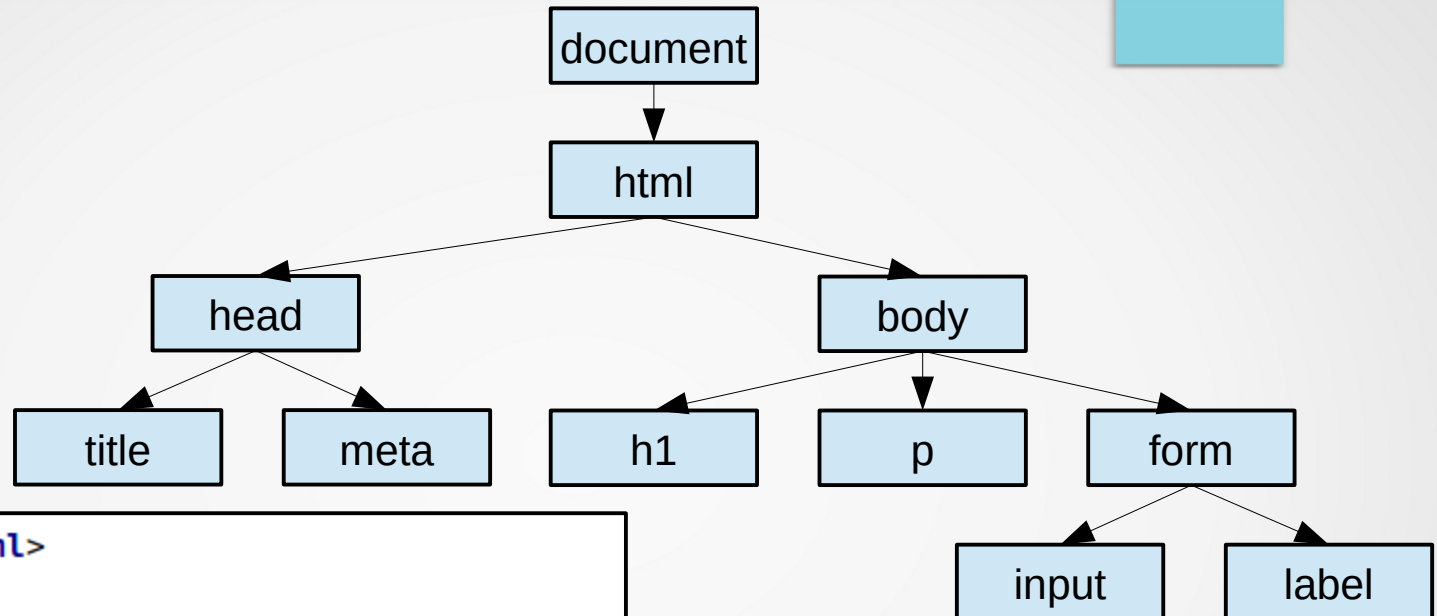 document
html
head
body
title
meta
h1
p
form
input
label